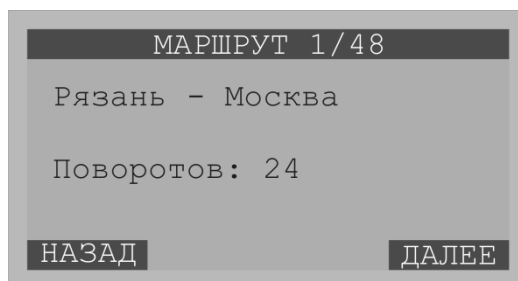 МАРШРУТ 1/48
Рязань - Москва
Поворотов: 24
НАЗАД
ДАЛЕЕ